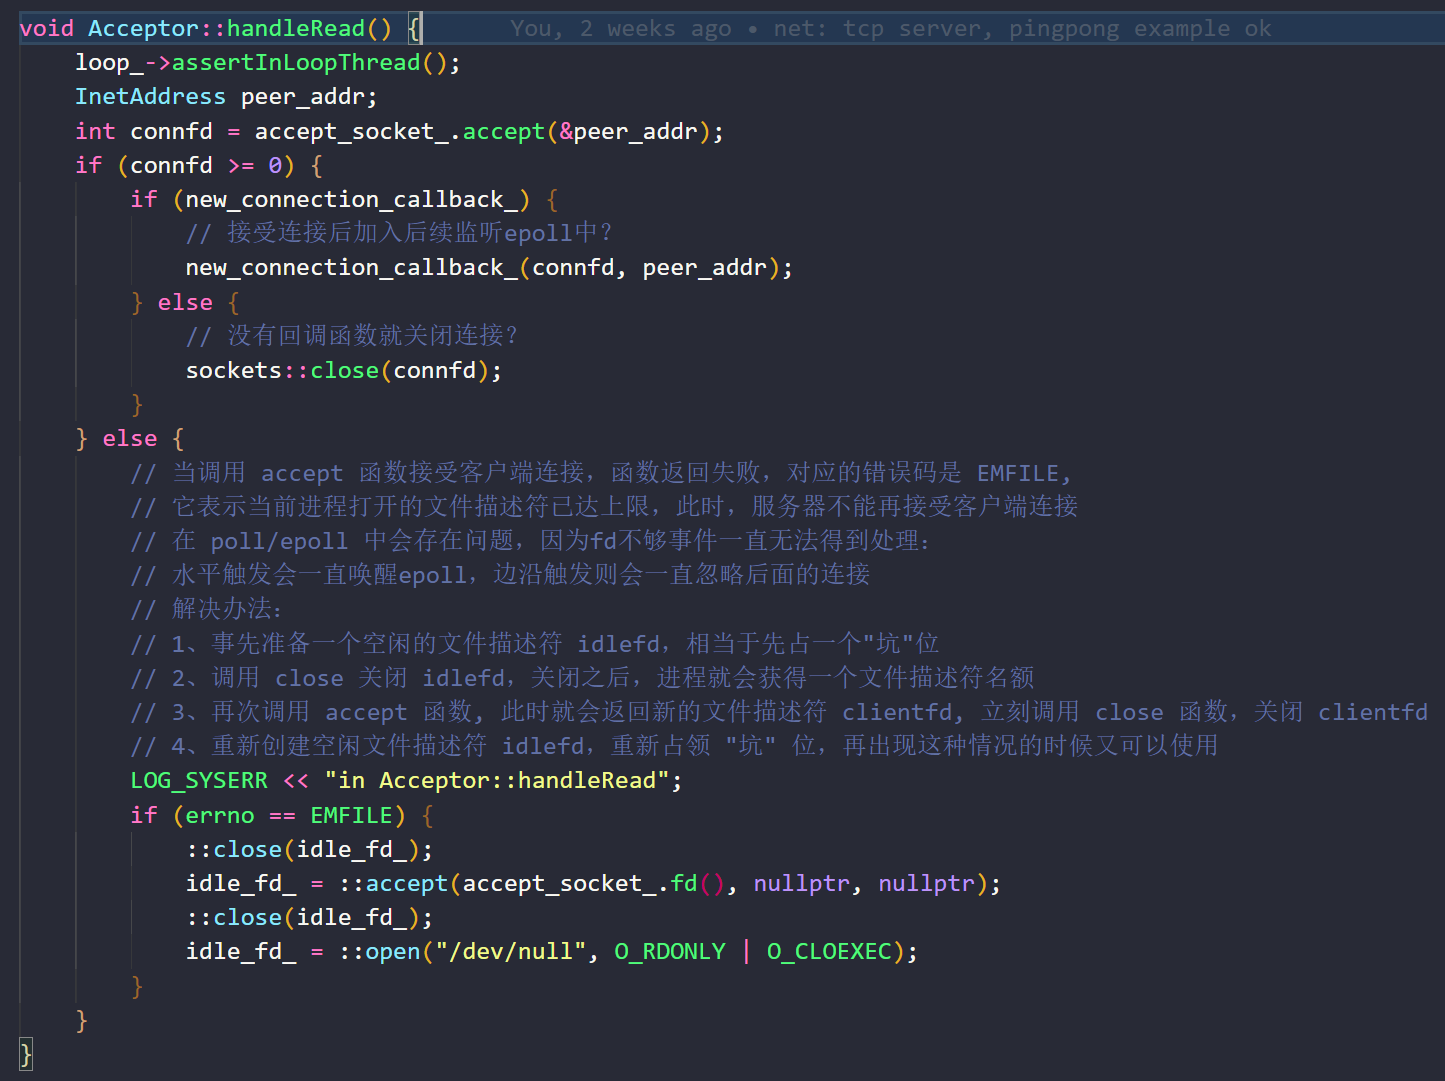 void Acceptor::handleRead() {        You, 2 weeks ago • net: tcp server, pingpong example ok
    loop_->assertInLoopThread();
    InetAddress peer_addr;
    int connfd = accept_socket_.accept(&peer_addr);
    if (connfd >= 0) {
        if (new_connection_callback_) {
            // 接受连接后加入后续监听epoll中？
            new_connection_callback_(connfd, peer_addr);
        } else {
            // 没有回调函数就关闭连接？
            sockets::close(connfd);
        }
    } else {
        // 当调用 accept 函数接受客户端连接，函数返回失败，对应的错误码是 EMFILE,
        // 它表示当前进程打开的文件描述符已达上限，此时，服务器不能再接受客户端连接
        // 在 poll/epoll 中会存在问题，因为fd不够事件一直无法得到处理：
        // 水平触发会一直唤醒epoll，边沿触发则会一直忽略后面的连接
        // 解决办法：
        // 1、事先准备一个空闲的文件描述符 idlefd，相当于先占一个"坑"位
        // 2、调用 close 关闭 idlefd，关闭之后，进程就会获得一个文件描述符名额
        // 3、再次调用 accept 函数, 此时就会返回新的文件描述符 clientfd, 立刻调用 close 函数，关闭 clientfd
        // 4、重新创建空闲文件描述符 idlefd，重新占领 "坑" 位，再出现这种情况的时候又可以使用
        LOG_SYSERR << "in Acceptor::handleRead";
        if (errno == EMFILE) {
            ::close(idle_fd_);
            idle_fd_ = ::accept(accept_socket_.fd(), nullptr, nullptr);
            ::close(idle_fd_);
            idle_fd_ = ::open("/dev/null", O_RDONLY | O_CLOEXEC);
        }
    }
}